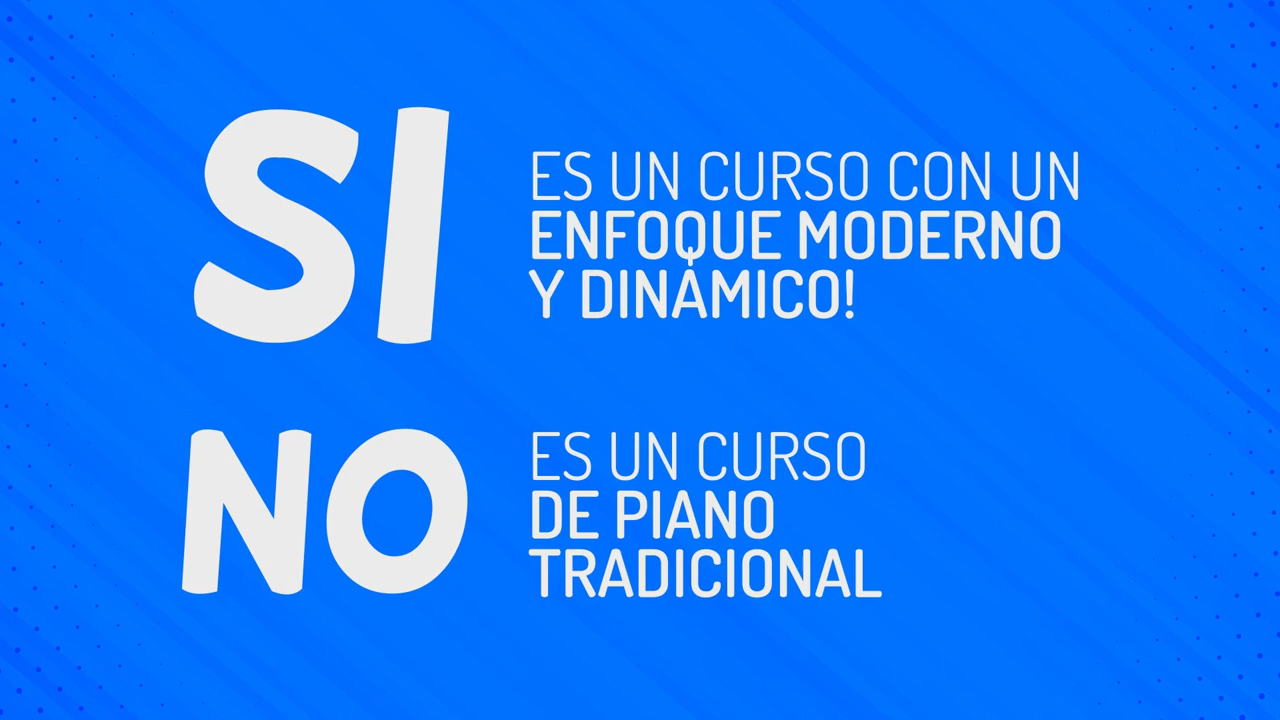 SI
ES UN CURSO CON UN
ENFOQUE MODERNO
Y DINÁMICO!
NO
ES UN CURSO
DE PIANO
TRADICIONAL